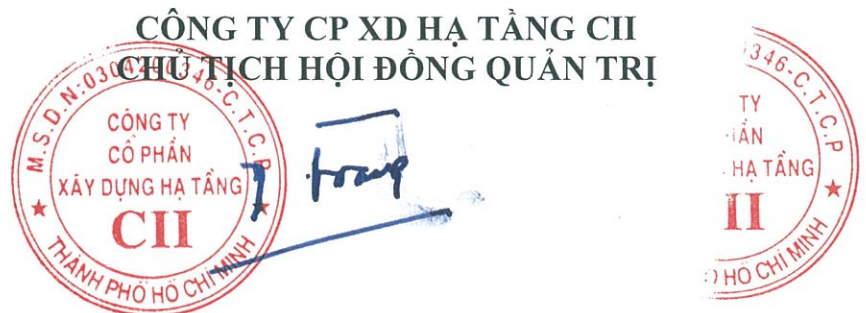 CÔNG TY CP XD HẠ TẦNG CII
CHỦ TỊCH HỘI ĐỒNG QUẢN TRỊ
CÔNG TY
CỔ PHẦN
XÂY DỰNG HẠ TẦNG
CII
THÀNH PHỐ HỒ CHÍ MINH
346-C.T.C.P
TY
HẠ TẦNG
II
HỒ CHÍ MINH